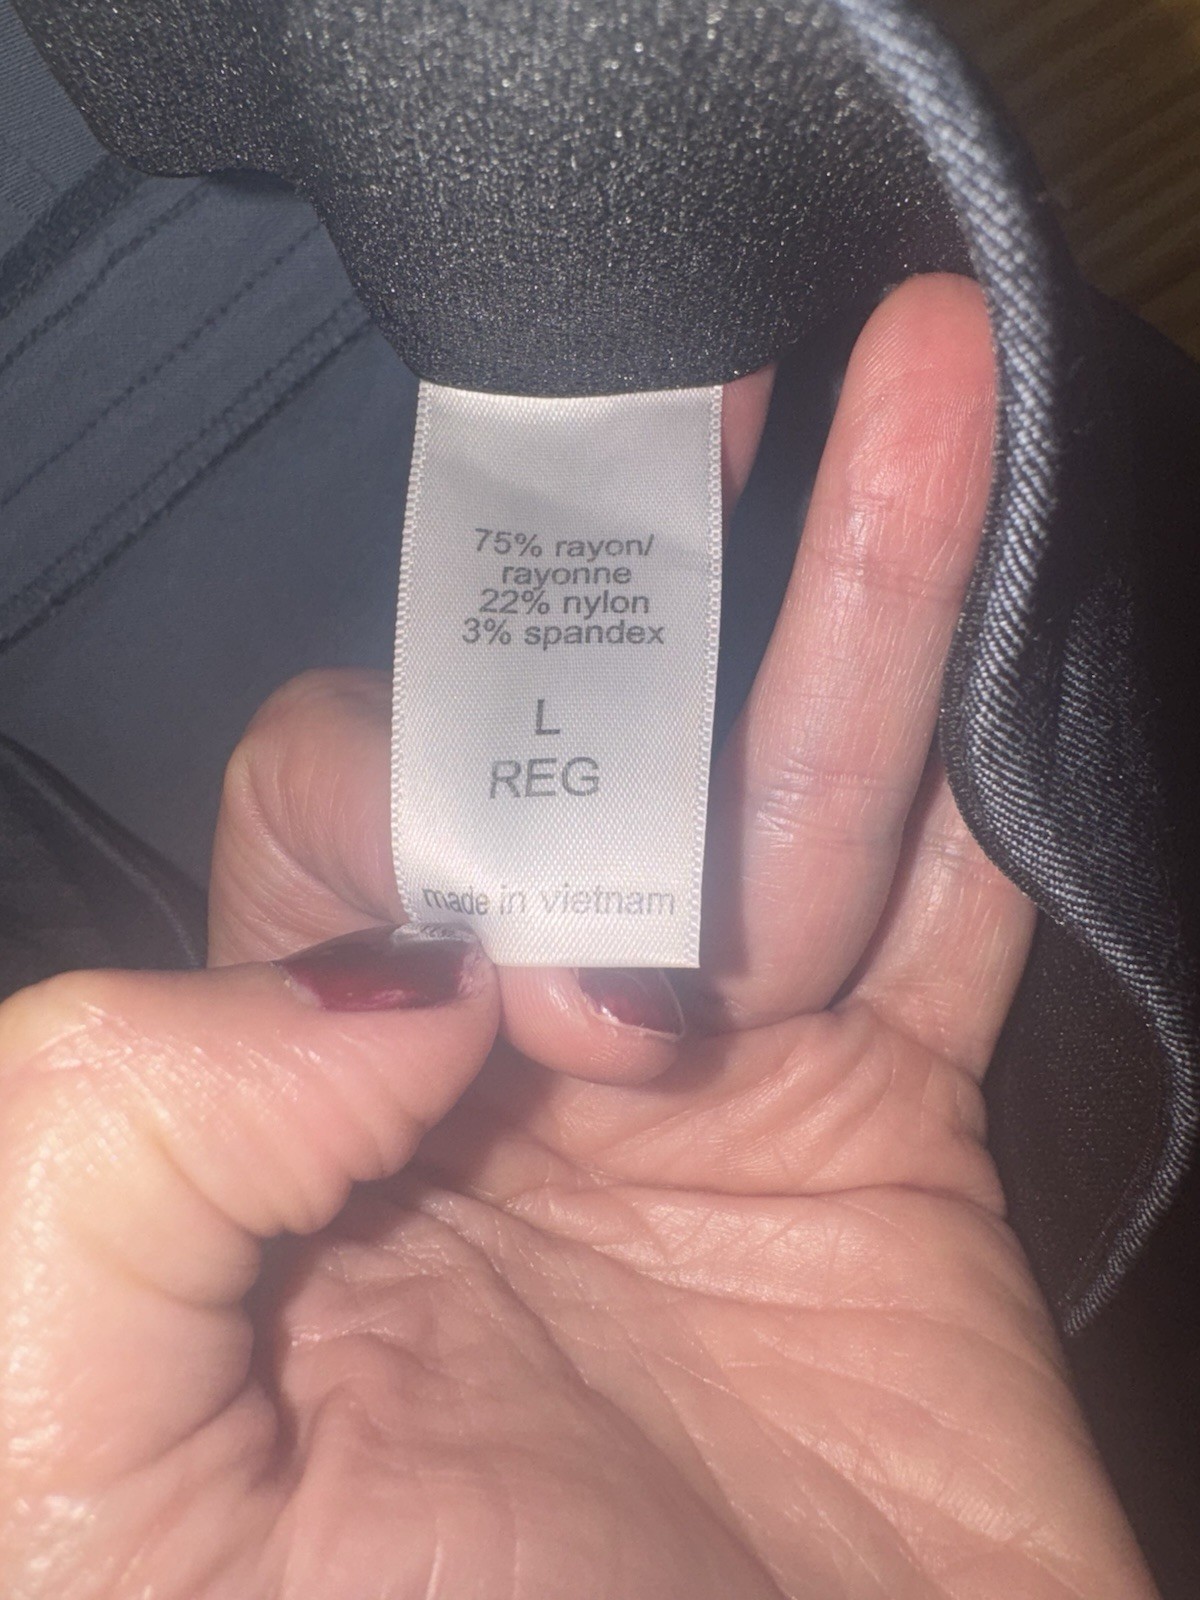 75% rayon/
rayonne
22% nylon
3% spandex
L
REG
made in vietnam